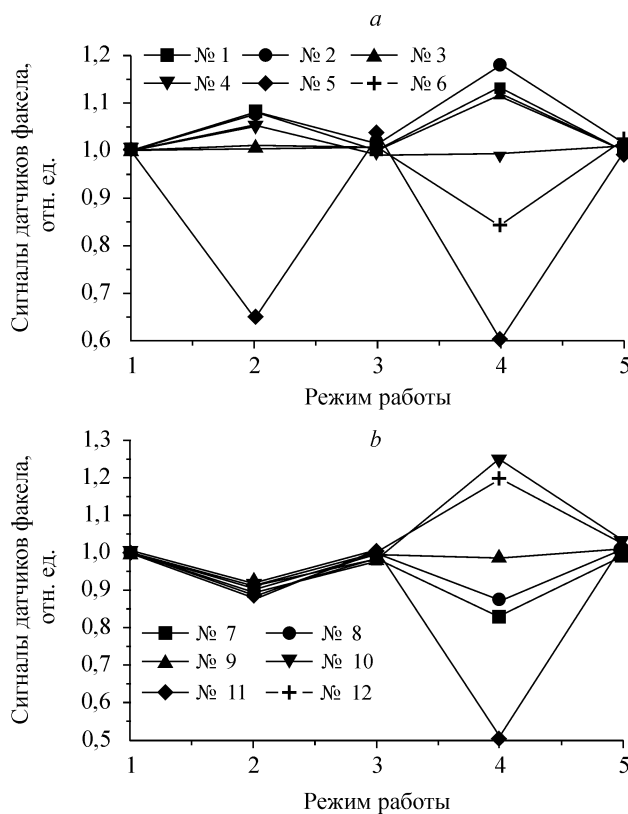 a
1,2
1,1
1,0
0,9
0,8
0,7
0,6
Сигналы датчиков факела,
отн. ед.
№ 1 № 2 № 3
№ 4 № 5 № 6
1 2 3 4 5
Режим работы
b
1,3
1,2
1,1
1,0
0,9
0,8
0,7
0,6
0,5
Сигналы датчиков факела,
отн. ед.
№ 7 № 8
№ 9 № 10
№ 11 № 12
1 2 3 4 5
Режим работы